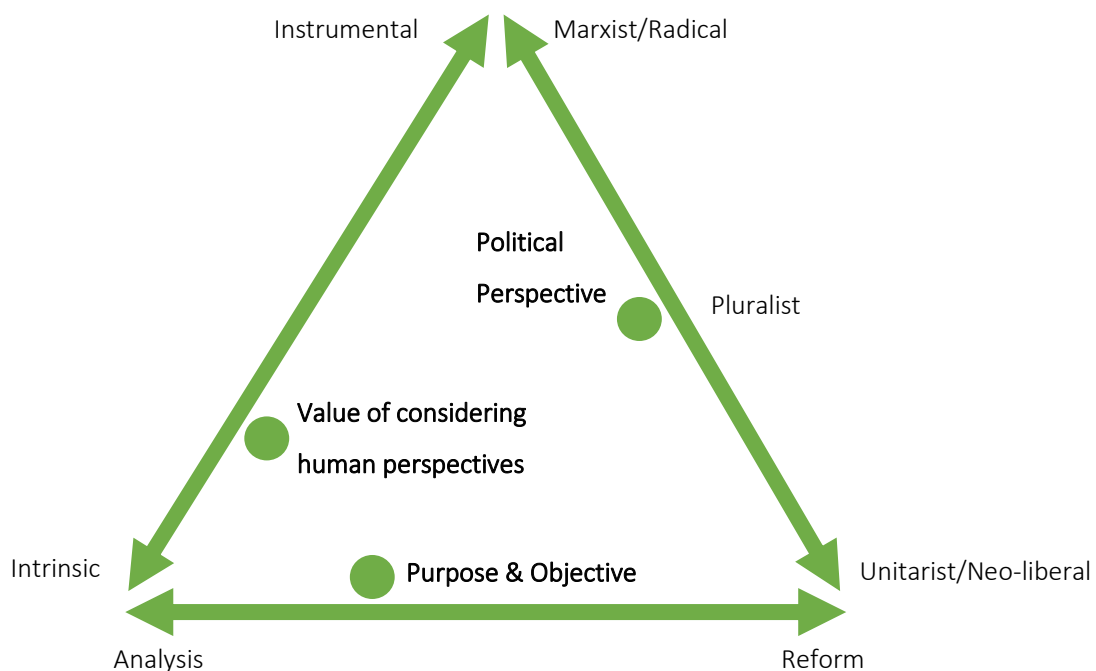 Instrumental
Marxist/Radical
Political
Perspective
Pluralist
Value of considering
human perspectives
Intrinsic
Purpose & Objective
Unitarist/Neo-liberal
Analysis
Reform